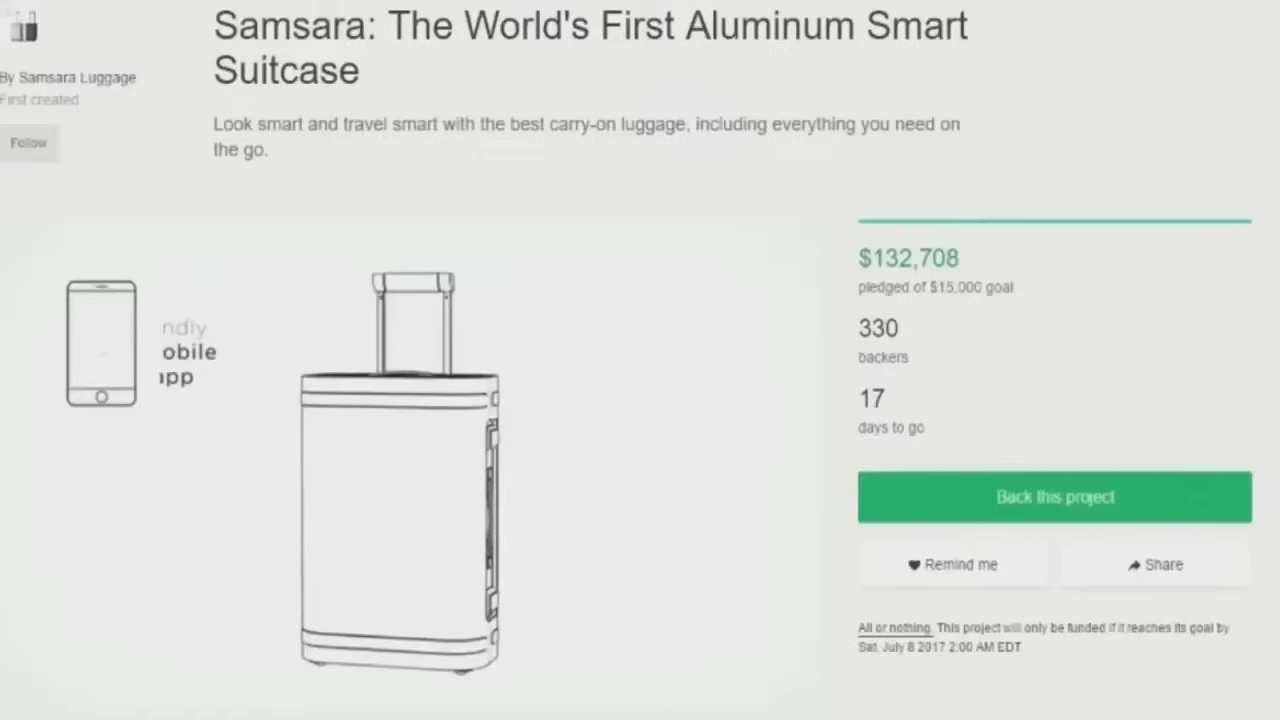 Samsara: The World's First Aluminum Smart
Suitcase
By Samsara Luggage
First created
Follow
Look smart and travel smart with the best carry-on luggage, including everything you need on
the go.
ndly
obile
app
$132,708
pledged of $15,000 goal
330
backers
17
days to go
Back this project
Remind me
Share
All or nothing. This project will only be funded if it reaches its goal by
Sat, July 8 2017 2:00 AM EDT